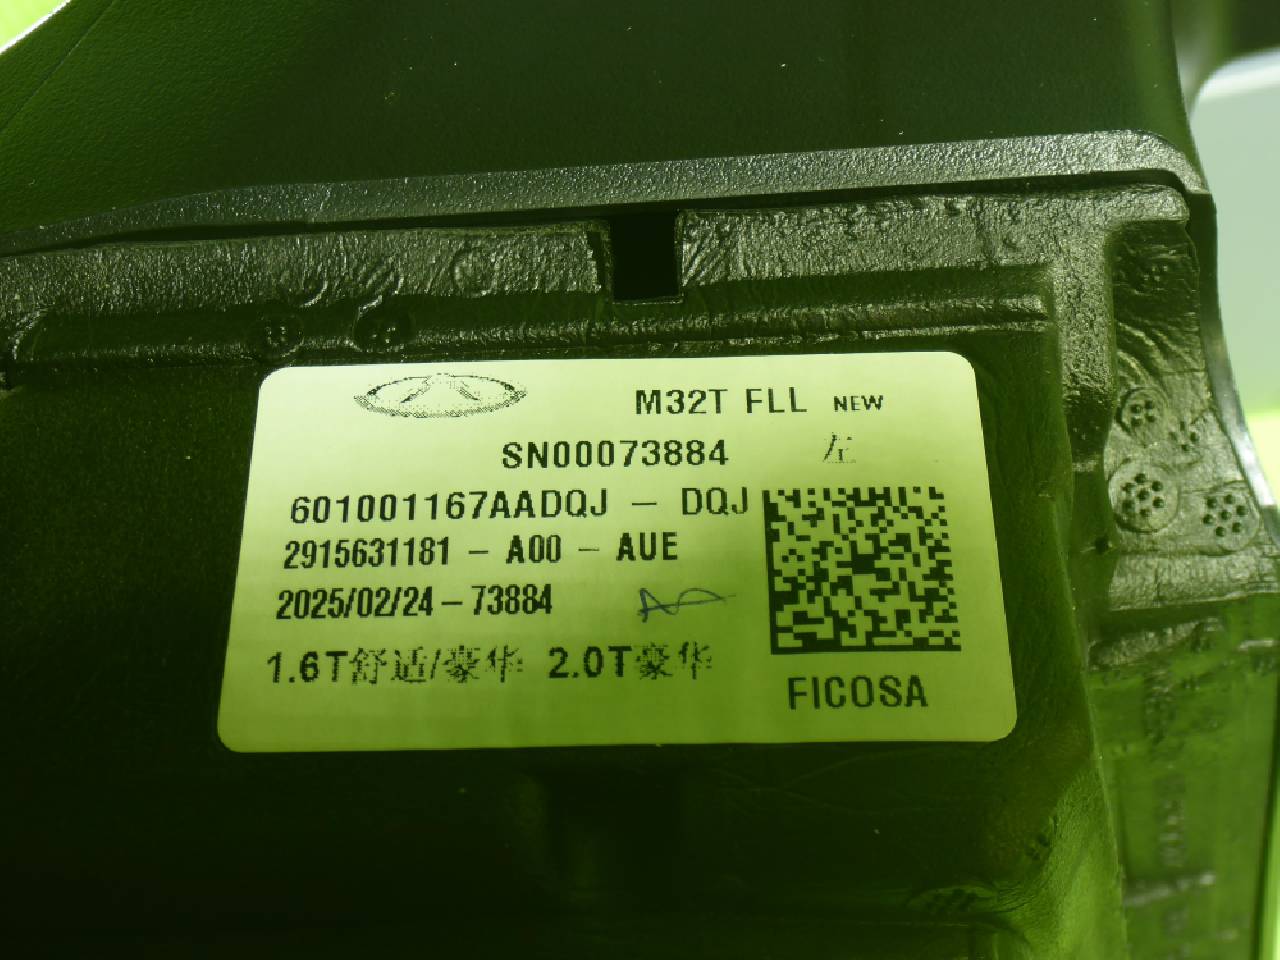 M32T FLL NEW
SN00073884 左
601001167AADQJ - DQJ
2915631181 - A00 - AUE
2025/02/24-73884
1.6T舒适/豪华 2.0T豪华
FICOSA